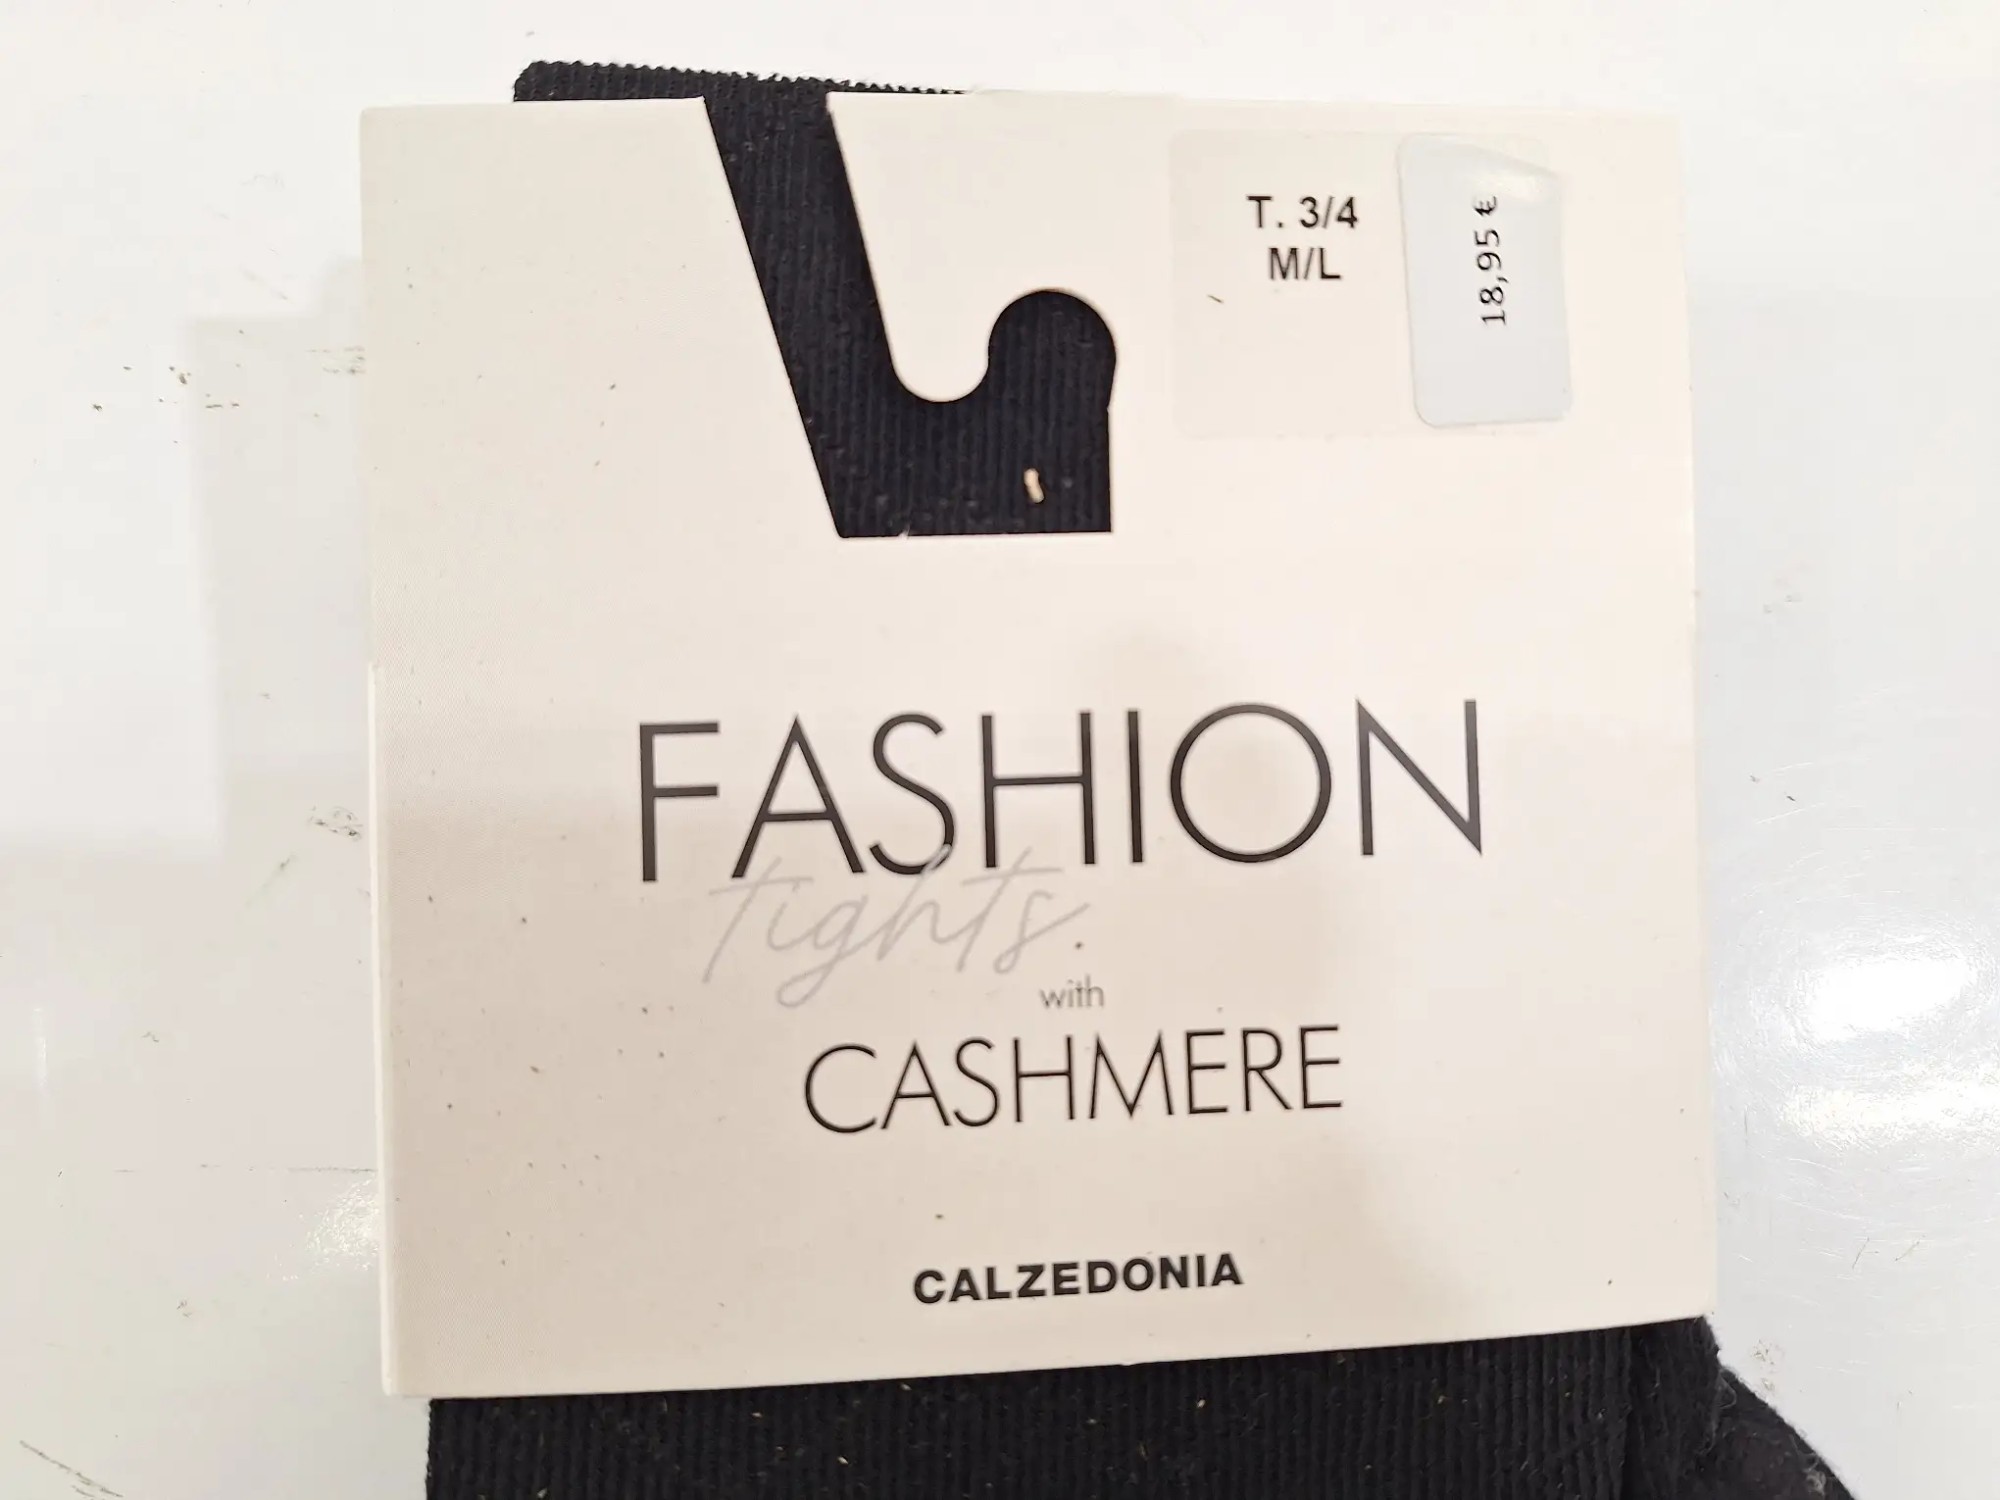 T. 3/4
M/L
18,95 €
FASHION
tights
with
CASHMERE
CALZEDONIA